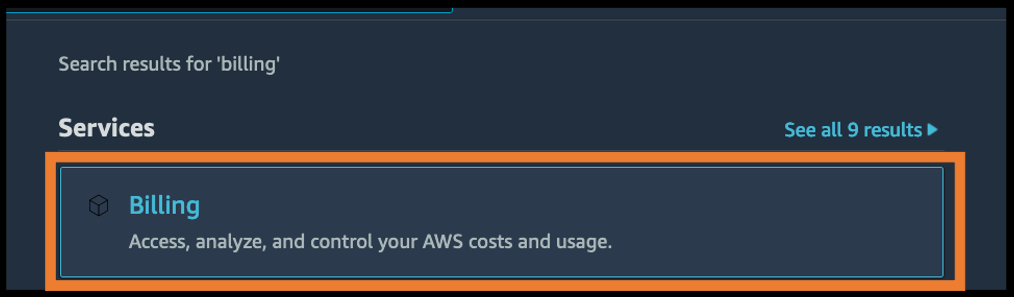 Search results for 'billing'
Services
See all 9 results ▶
Billing
Access, analyze, and control your AWS costs and usage.